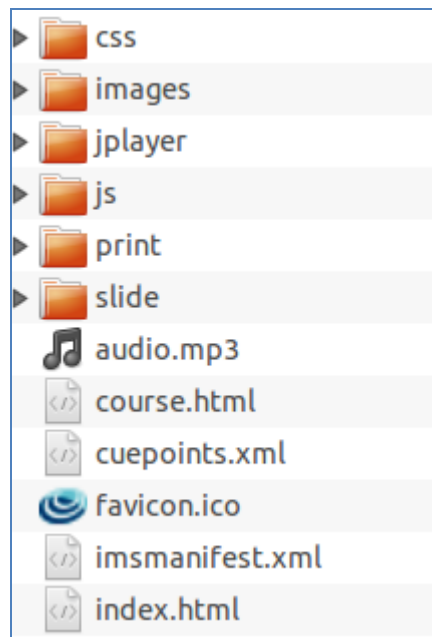 css
images
jplayer
js
print
slide
audio.mp3
course.html
cuepoints.xml
favicon.ico
imsmanifest.xml
index.html